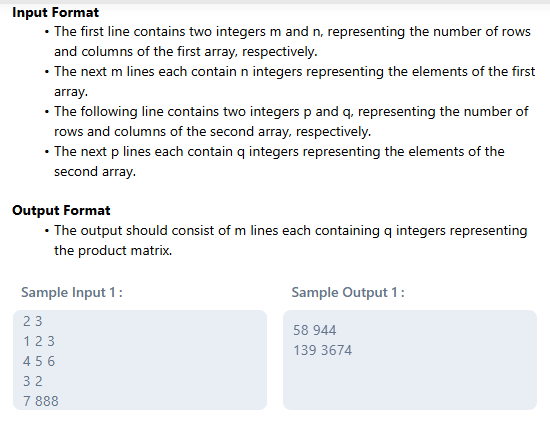 Input Format
• The first line contains two integers m and n, representing the number of rows
and columns of the first array, respectively.
• The next m lines each contain n integers representing the elements of the first
array.
• The following line contains two integers p and q, representing the number of
rows and columns of the second array, respectively.
• The next p lines each contain q integers representing the elements of the
second array.
Output Format
• The output should consist of m lines each containing q integers representing
the product matrix.
Sample Input 1:
2 3
1 2 3
4 5 6
3 2
7 888
Sample Output 1:
58 944
139 3674